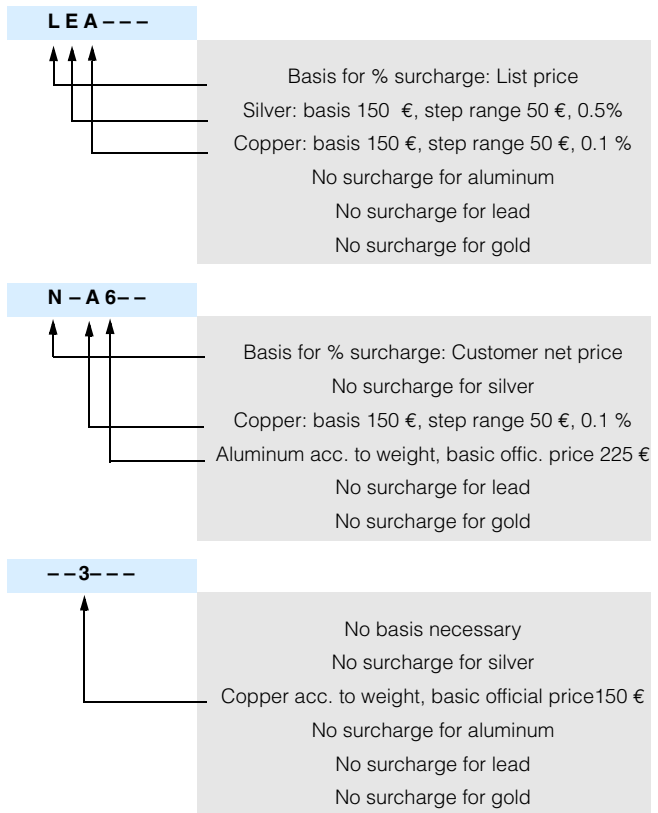 L E A – – –
Basis for % surcharge: List price
Silver: basis 150 €, step range 50 €, 0.5%
Copper: basis 150 €, step range 50 €, 0.1 %
No surcharge for aluminum
No surcharge for lead
No surcharge for gold
N – A 6 – –
Basis for % surcharge: Customer net price
No surcharge for silver
Copper: basis 150 €, step range 50 €, 0.1 %
Aluminum acc. to weight, basic offic. price 225 €
No surcharge for lead
No surcharge for gold
– – 3 – – –
No basis necessary
No surcharge for silver
Copper acc. to weight, basic official price150 €
No surcharge for aluminum
No surcharge for lead
No surcharge for gold